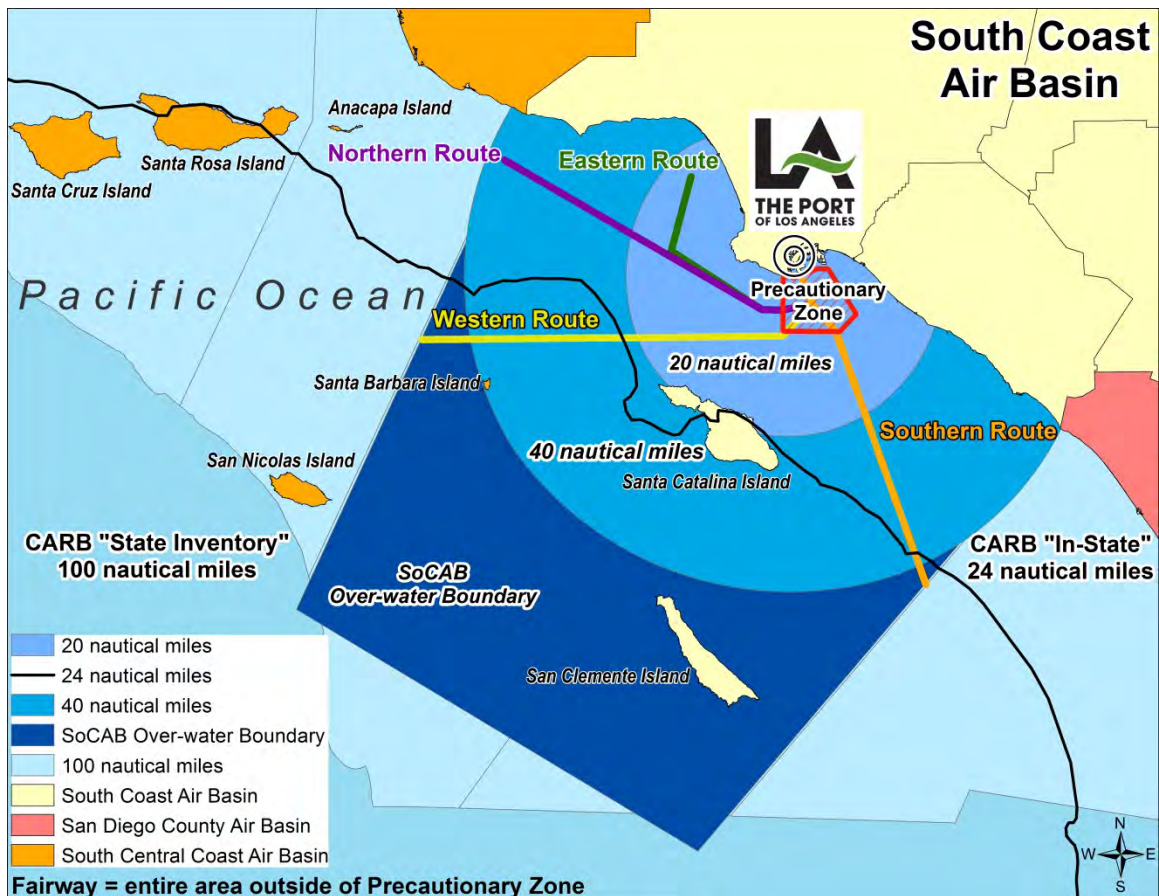 South Coast
Air Basin
Anacapa Island
Santa Rosa Island
Santa Cruz Island
Northern Route
Eastern Route
LA
THE PORT
OF LOS ANGELES
Pacific Ocean
Precautionary
Zone
Western Route
20 nautical miles
Santa Barbara Island
Southern Route
40 nautical miles
Santa Catalina Island
San Nicolas Island
CARB "State Inventory"
100 nautical miles
CARB "In-State"
24 nautical miles
SoCAB
Over-water Boundary
San Clemente Island
20 nautical miles
24 nautical miles
40 nautical miles
SoCAB Over-water Boundary
100 nautical miles
South Coast Air Basin
San Diego County Air Basin
South Central Coast Air Basin
N
W E
S
Fairway = entire area outside of Precautionary Zone